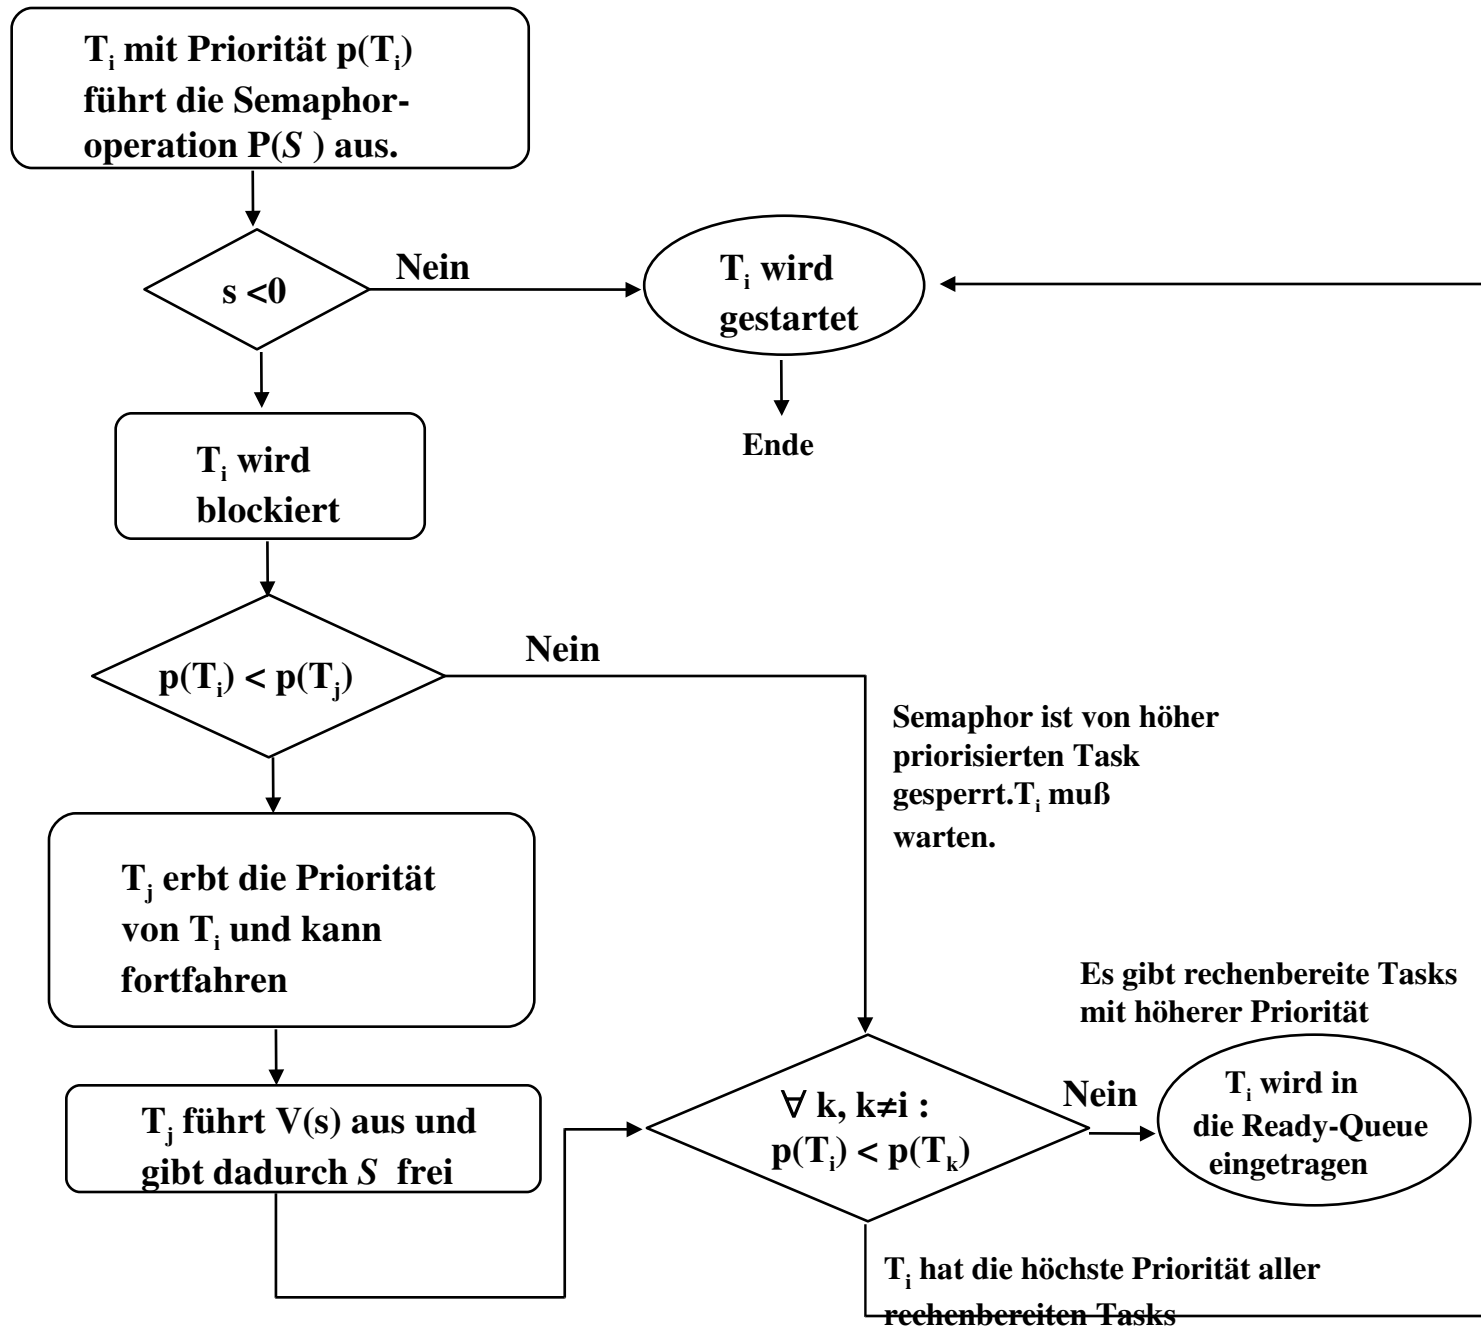 Ti mit Priorität p(Ti)
führt die Semaphor-
operation P(S ) aus.
s <0
Nein
Ti wird
gestartet
Ende
Ti wird
blockiert
p(Ti) < p(Tj)
Nein
Semaphor ist von höher
priorisierten Task
gesperrt.Ti muß
warten.
Tj erbt die Priorität
von Ti und kann
fortfahren
Tj führt V(s) aus und
gibt dadurch S frei
∀ k, k≠i :
p(Ti) < p(Tk)
Nein
Es gibt rechenbereite Tasks
mit höherer Priorität
Ti wird in
die Ready-Queue
eingetragen
Ti hat die höchste Priorität aller
rechenbereiten Tasks